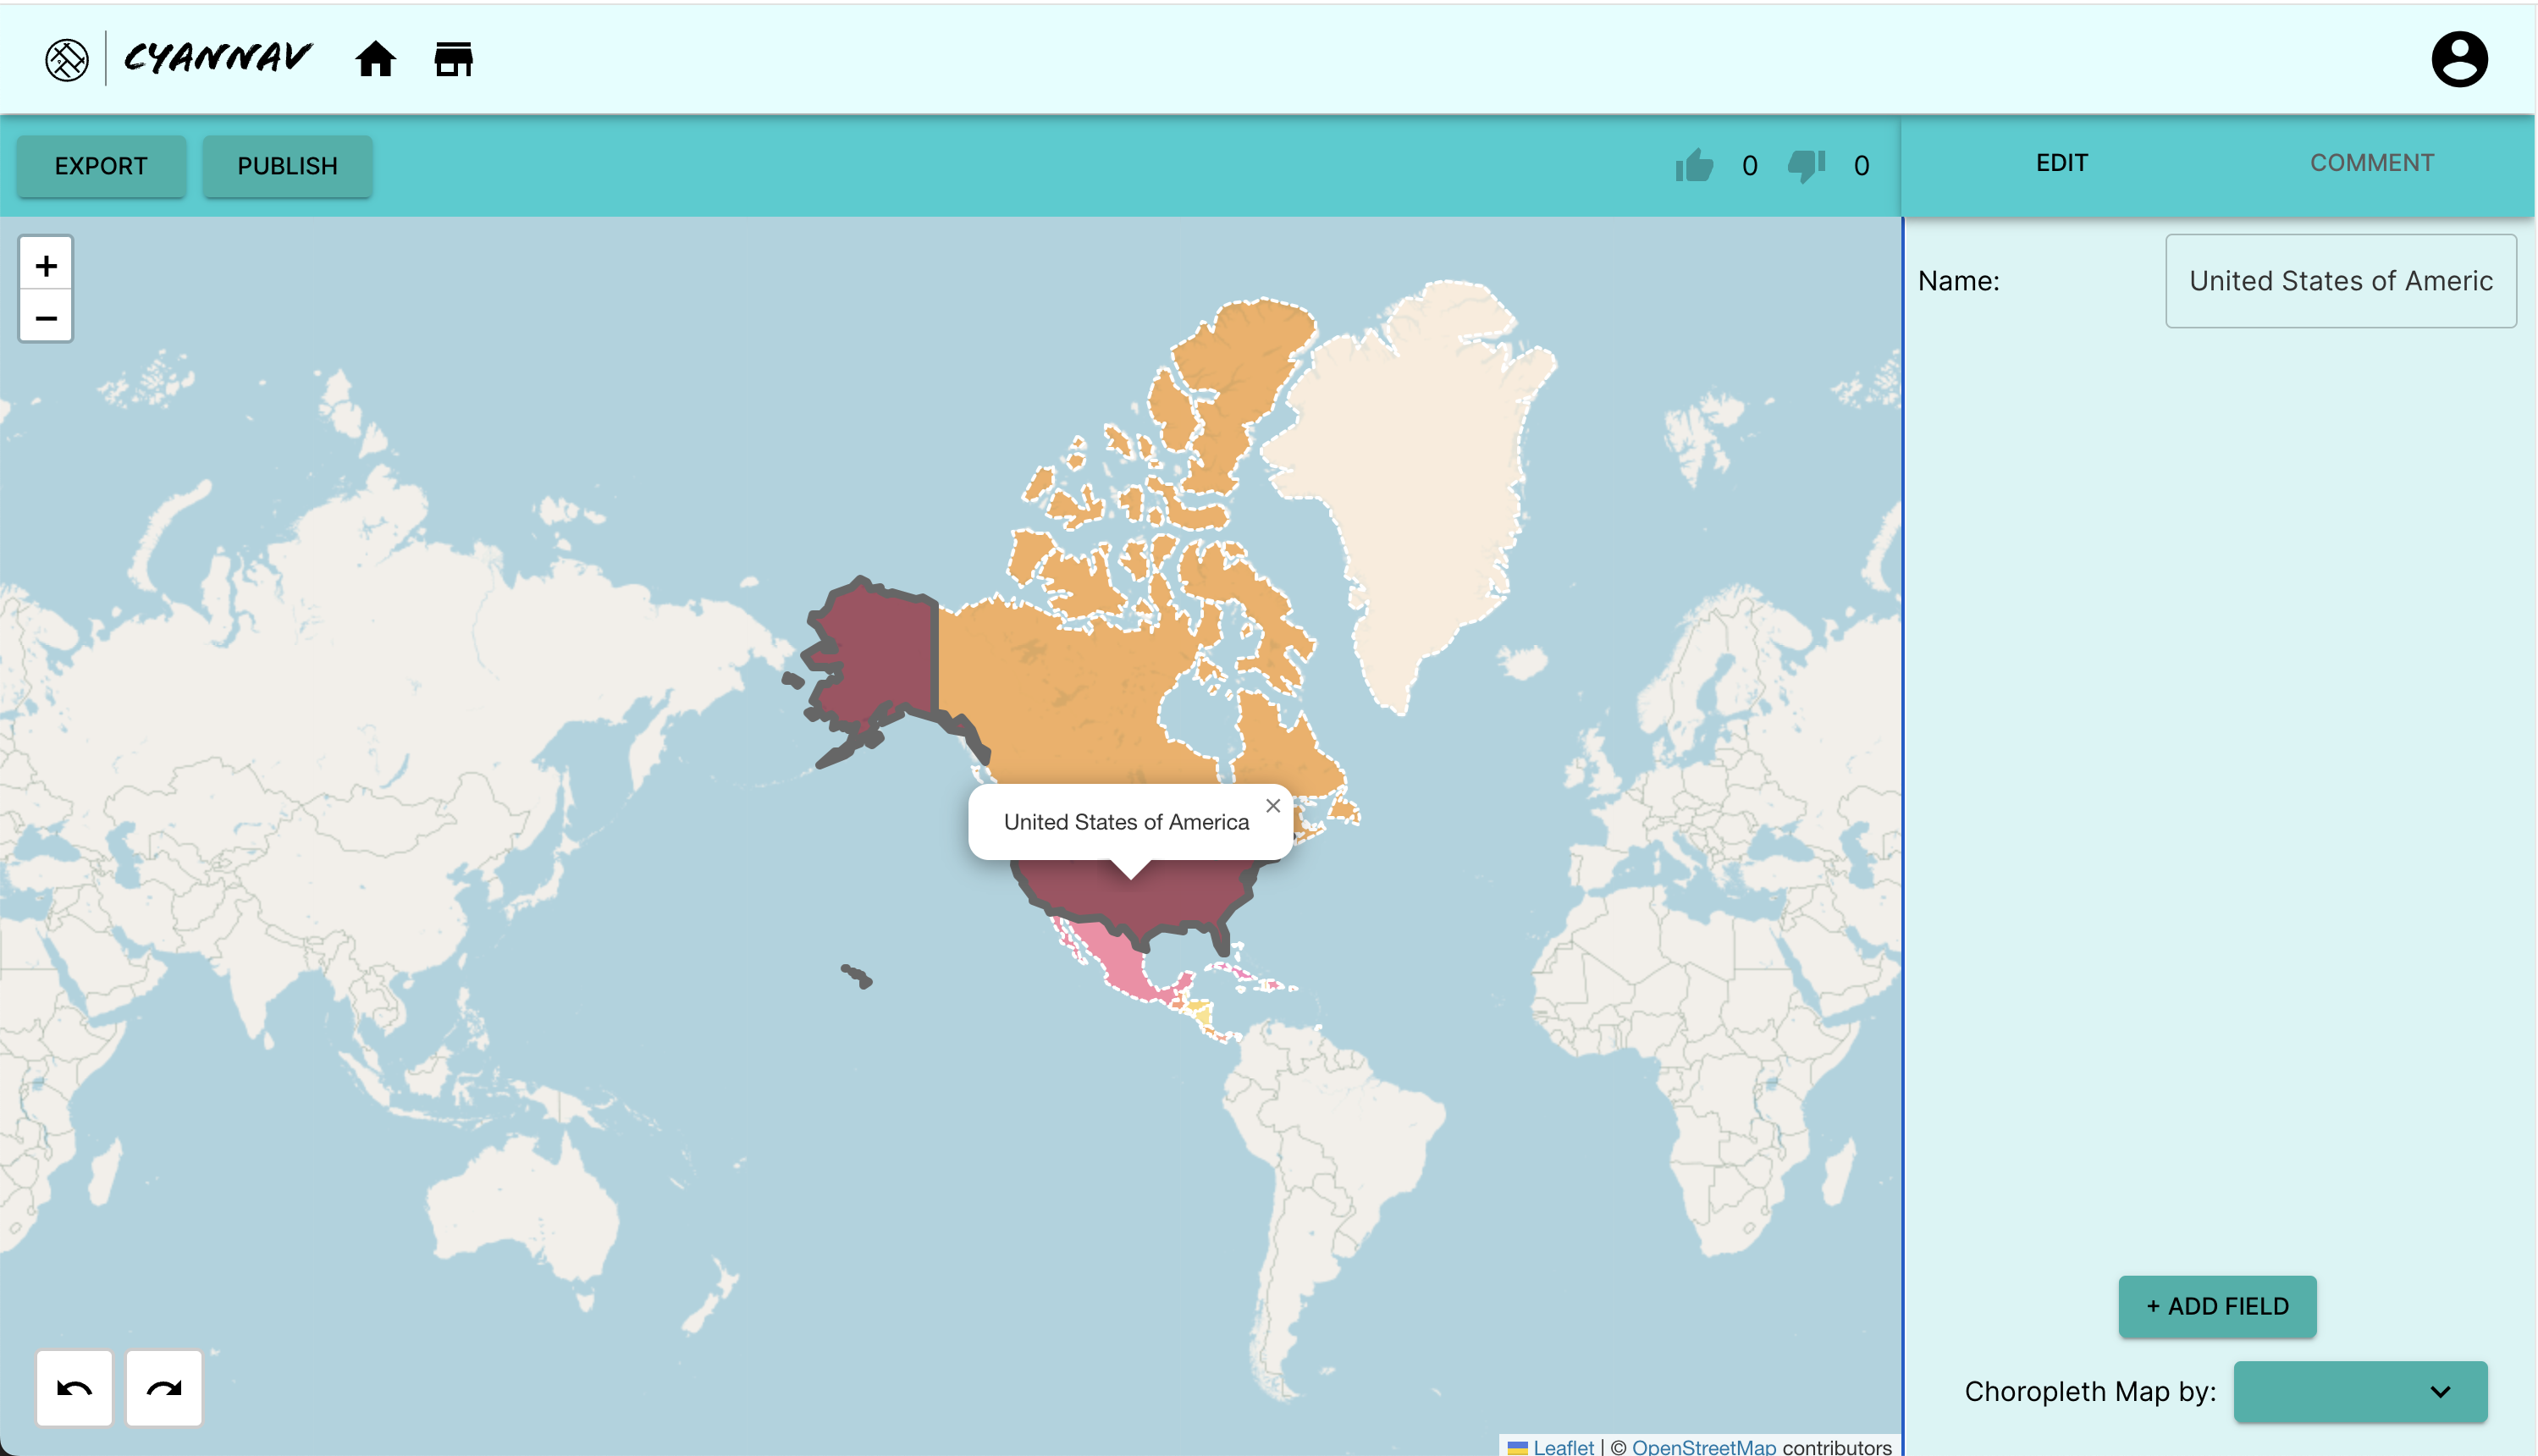 CYANNAV
EXPORT
PUBLISH
0
0
EDIT
COMMENT
+
−
Name:
United States of Americ
United States of America
×
+ ADD FIELD
Choropleth Map by:
Leaflet | © OpenStreetMap contributors